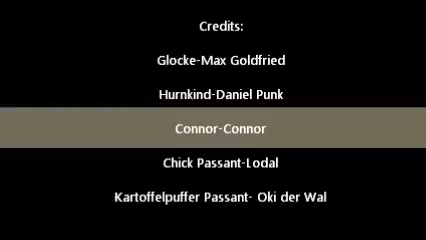 Credits:
Glocke-Max Goldfried
Hurnkind-Daniel Punk
Connor-Connor
Chick Passant-Lodal
Kartoffelpuffer Passant- Oki der Wal